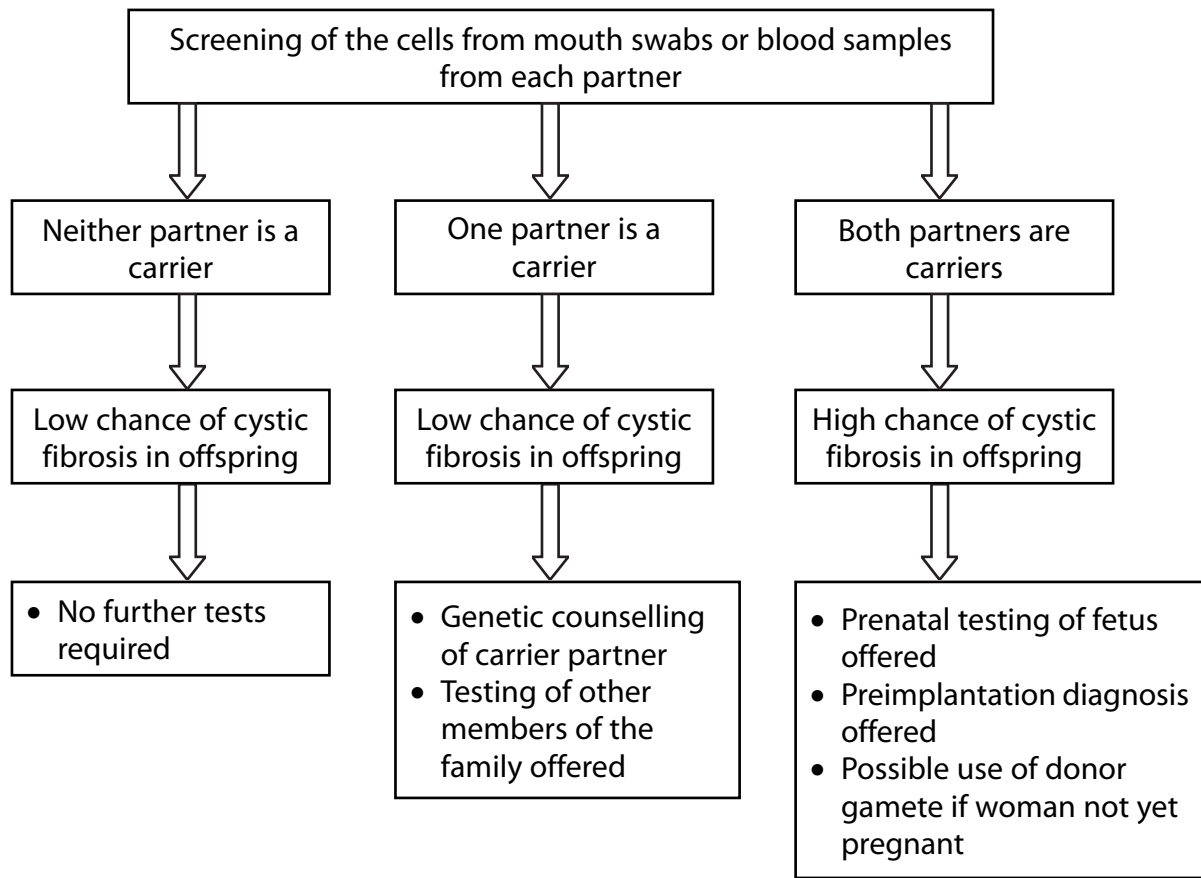 Screening of the cells from mouth swabs or blood samples
from each partner
Neither partner is a
carrier
One partner is a
carrier
Both partners are
carriers
Low chance of cystic
fibrosis in offspring
Low chance of cystic
fibrosis in offspring
High chance of cystic
fibrosis in offspring
• No further tests
required
• Genetic counselling
of carrier partner
• Testing of other
members of the
family offered
• Prenatal testing of fetus
offered
• Preimplantation diagnosis
offered
• Possible use of donor
gamete if woman not yet
pregnant